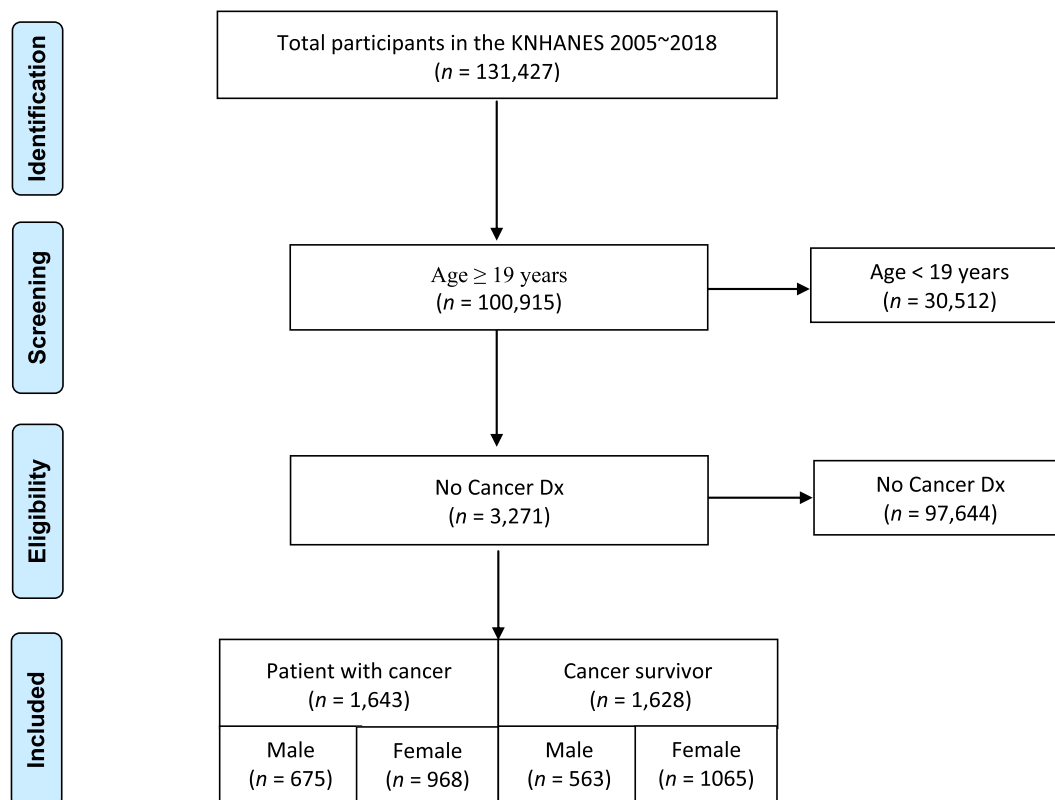 Identification
Total participants in the KNHANES 2005~2018
(n = 131,427)
Screening
Age ≥ 19 years
(n = 100,915)
Age < 19 years
(n = 30,512)
Eligibility
No Cancer Dx
(n = 3,271)
No Cancer Dx
(n = 97,644)
Included
Patient with cancer
(n = 1,643)
Cancer survivor
(n = 1,628)
Male
(n = 675)
Female
(n = 968)
Male
(n = 563)
Female
(n = 1065)